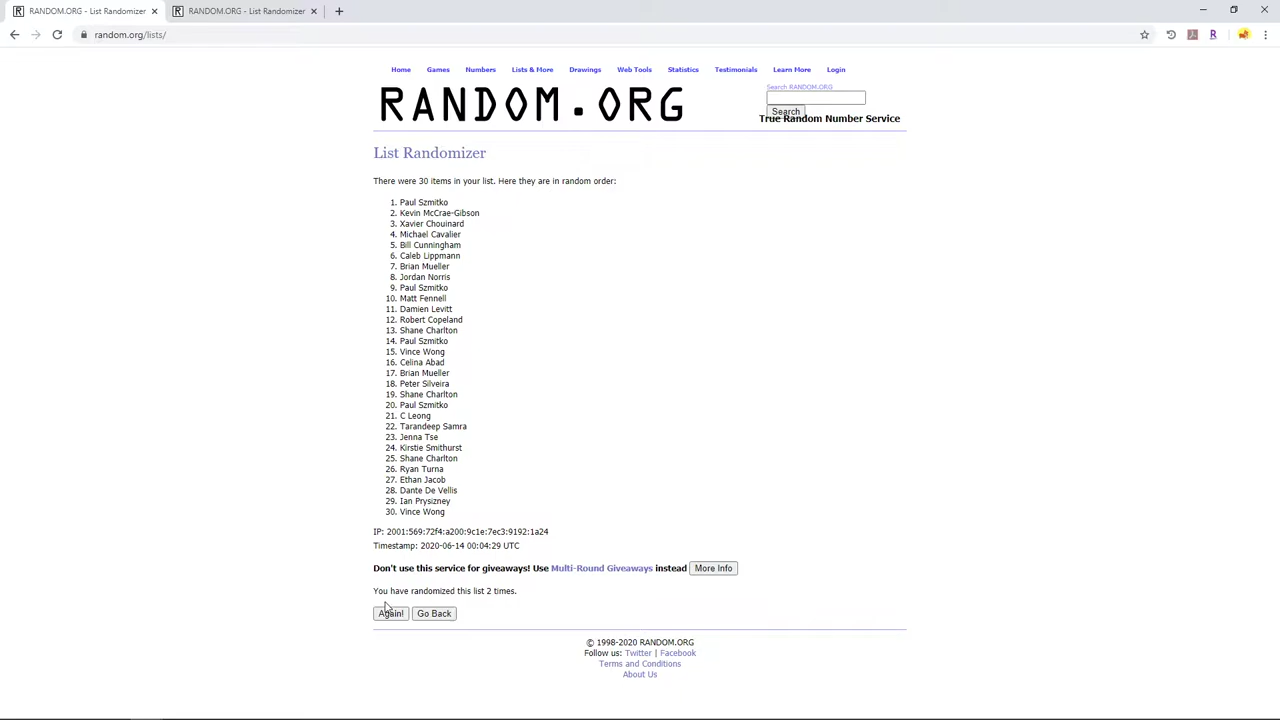 RANDOM.ORG - List Randomizer
RANDOM.ORG - List Randomizer
random.org/lists/
Home Games Numbers Lists & More Drawings Web Tools Statistics Testimonials Learn More Login
RANDOM.ORG
Search RANDOM.ORG
Search
True Random Number Service
List Randomizer
There were 30 items in your list. Here they are in random order:
1. Paul Szmitko
2. Kevin McCrae-Gibson
3. Xavier Chouinard
4. Michael Cavalier
5. Bill Cunningham
6. Caleb Lippmann
7. Brian Mueller
8. Jordan Norris
9. Paul Szmitko
10. Matt Fennell
11. Damien Levitt
12. Robert Copeland
13. Shane Charlton
14. Paul Szmitko
15. Vince Wong
16. Celina Abad
17. Brian Mueller
18. Peter Silveira
19. Shane Charlton
20. Paul Szmitko
21. C Leong
22. Tarandeep Samra
23. Jenna Tse
24. Kirstie Smithurst
25. Shane Charlton
26. Ryan Turna
27. Ethan Jacob
28. Dante De Vellis
29. Ian Prysizney
30. Vince Wong
IP: 2001:569:72f4:a200:9c1e:7ec3:9192:1a24
Timestamp: 2020-06-14 00:04:29 UTC
Don't use this service for giveaways! Use Multi-Round Giveaways instead More Info
You have randomized this list 2 times.
Again! Go Back
© 1998-2020 RANDOM.ORG
Follow us: Twitter | Facebook
Terms and Conditions
About Us